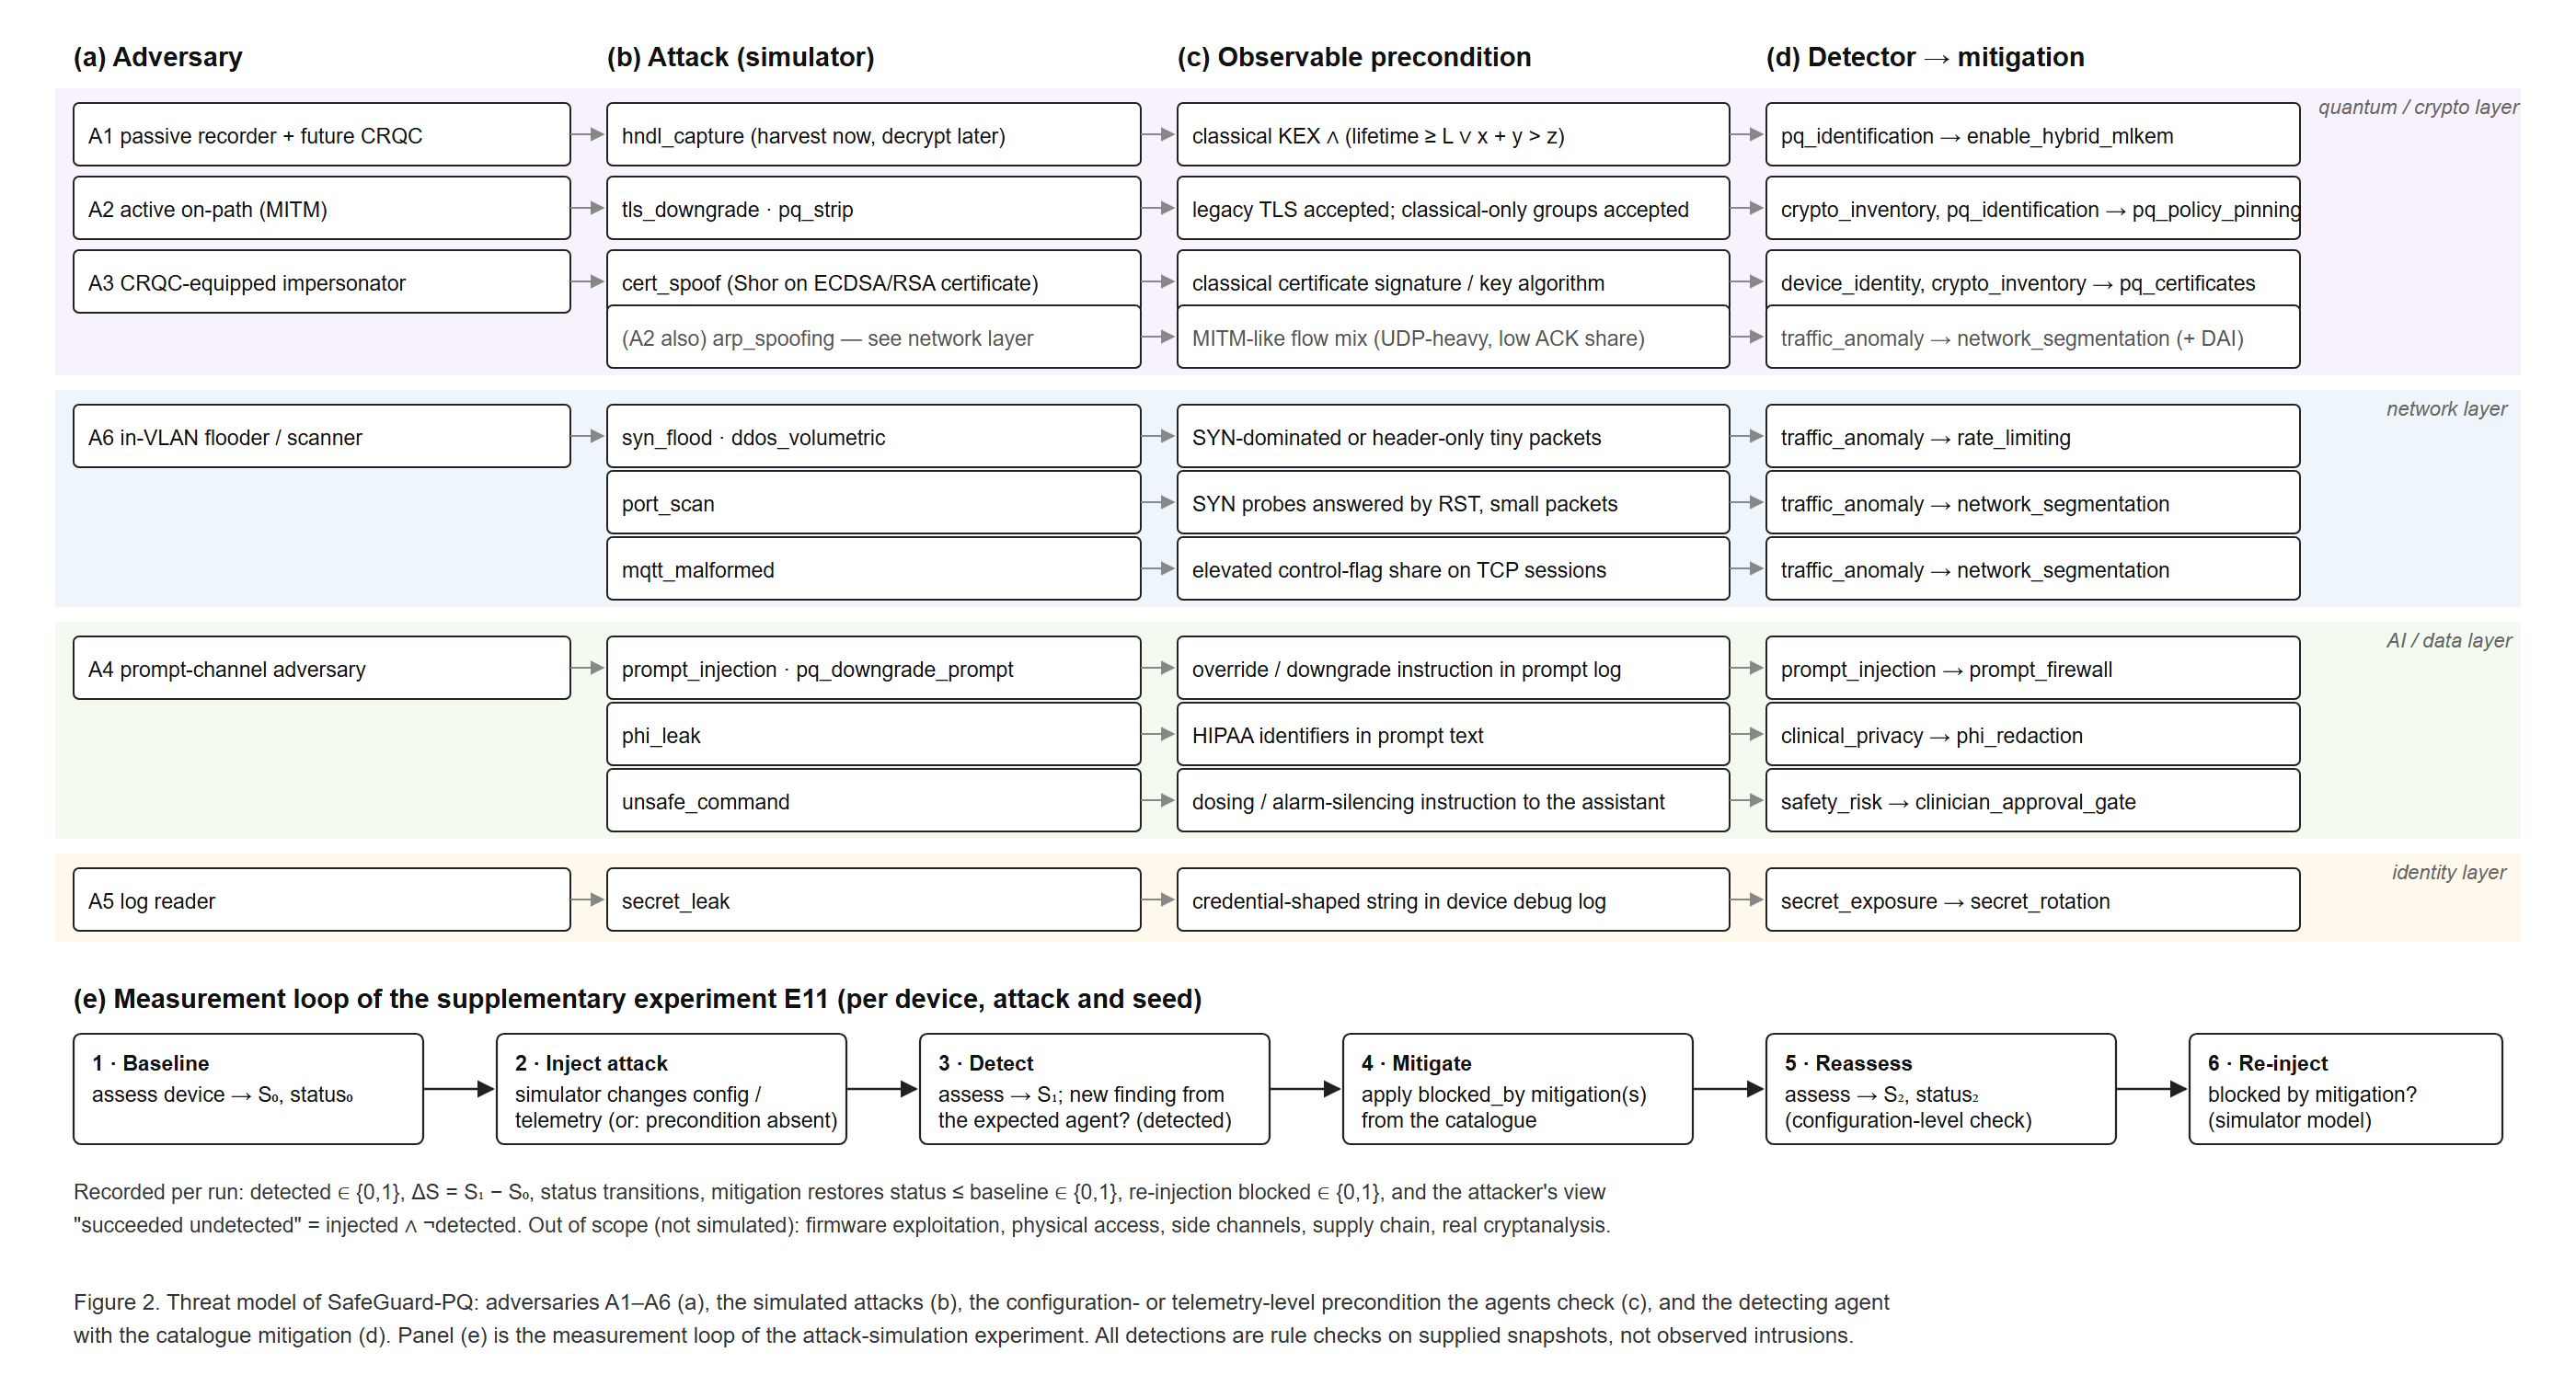 (a) Adversary
(b) Attack (simulator)
(c) Observable precondition
(d) Detector → mitigation
quantum / crypto layer
A1 passive recorder + future CRQC
hndl_capture (harvest now, decrypt later)
classical KEX ∧ (lifetime ≥ L ∨ x + y > z)
pq_identification → enable_hybrid_mlkem
A2 active on-path (MITM)
tls_downgrade · pq_strip
legacy TLS accepted; classical-only groups accepted
crypto_inventory, pq_identification → pq_policy_pinning
A3 CRQC-equipped impersonator
cert_spoof (Shor on ECDSA/RSA certificate)
classical certificate signature / key algorithm
device_identity, crypto_inventory → pq_certificates
(A2 also) arp_spoofing — see network layer
MITM-like flow mix (UDP-heavy, low ACK share)
traffic_anomaly → network_segmentation (+ DAI)
network layer
A6 in-VLAN flooder / scanner
syn_flood · ddos_volumetric
SYN-dominated or header-only tiny packets
traffic_anomaly → rate_limiting
port_scan
SYN probes answered by RST, small packets
traffic_anomaly → network_segmentation
mqtt_malformed
elevated control-flag share on TCP sessions
traffic_anomaly → network_segmentation
AI / data layer
A4 prompt-channel adversary
prompt_injection · pq_downgrade_prompt
override / downgrade instruction in prompt log
prompt_injection → prompt_firewall
phi_leak
HIPAA identifiers in prompt text
clinical_privacy → phi_redaction
unsafe_command
dosing / alarm-silencing instruction to the assistant
safety_risk → clinician_approval_gate
identity layer
A5 log reader
secret_leak
credential-shaped string in device debug log
secret_exposure → secret_rotation
(e) Measurement loop of the supplementary experiment E11 (per device, attack and seed)
1 · Baseline
assess device → S₀, status₀
2 · Inject attack
simulator changes config /
telemetry (or: precondition absent)
3 · Detect
assess → S₁; new finding from
the expected agent? (detected)
4 · Mitigate
apply blocked_by mitigation(s)
from the catalogue
5 · Reassess
assess → S₂, status₂
(configuration-level check)
6 · Re-inject
blocked by mitigation?
(simulator model)
Recorded per run: detected ∈ {0,1}, ΔS = S₁ − S₀, status transitions, mitigation restores status ≤ baseline ∈ {0,1}, re-injection blocked ∈ {0,1}, and the attacker's view
"succeeded undetected" = injected ∧ ¬detected. Out of scope (not simulated): firmware exploitation, physical access, side channels, supply chain, real cryptanalysis.
Figure 2. Threat model of SafeGuard-PQ: adversaries A1–A6 (a), the simulated attacks (b), the configuration- or telemetry-level precondition the agents check (c), and the detecting agent
with the catalogue mitigation (d). Panel (e) is the measurement loop of the attack-simulation experiment. All detections are rule checks on supplied snapshots, not observed intrusions.